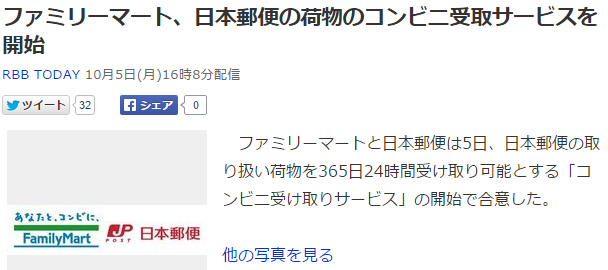 ファミリーマート、日本郵便の荷物のコンビニ受取サービスを
開始
RBB TODAY 10月5日(月)16時8分配信
ツイート 32 シェア 0
ファミリーマートと日本郵便は5日、日本郵便の取
り扱い荷物を365日24時間受け取り可能とする「コ
ンビニ受け取りサービス」の開始で合意した。
あなたと、コンビに、
FamilyMart
JP
POST
日本郵便
他の写真を見る